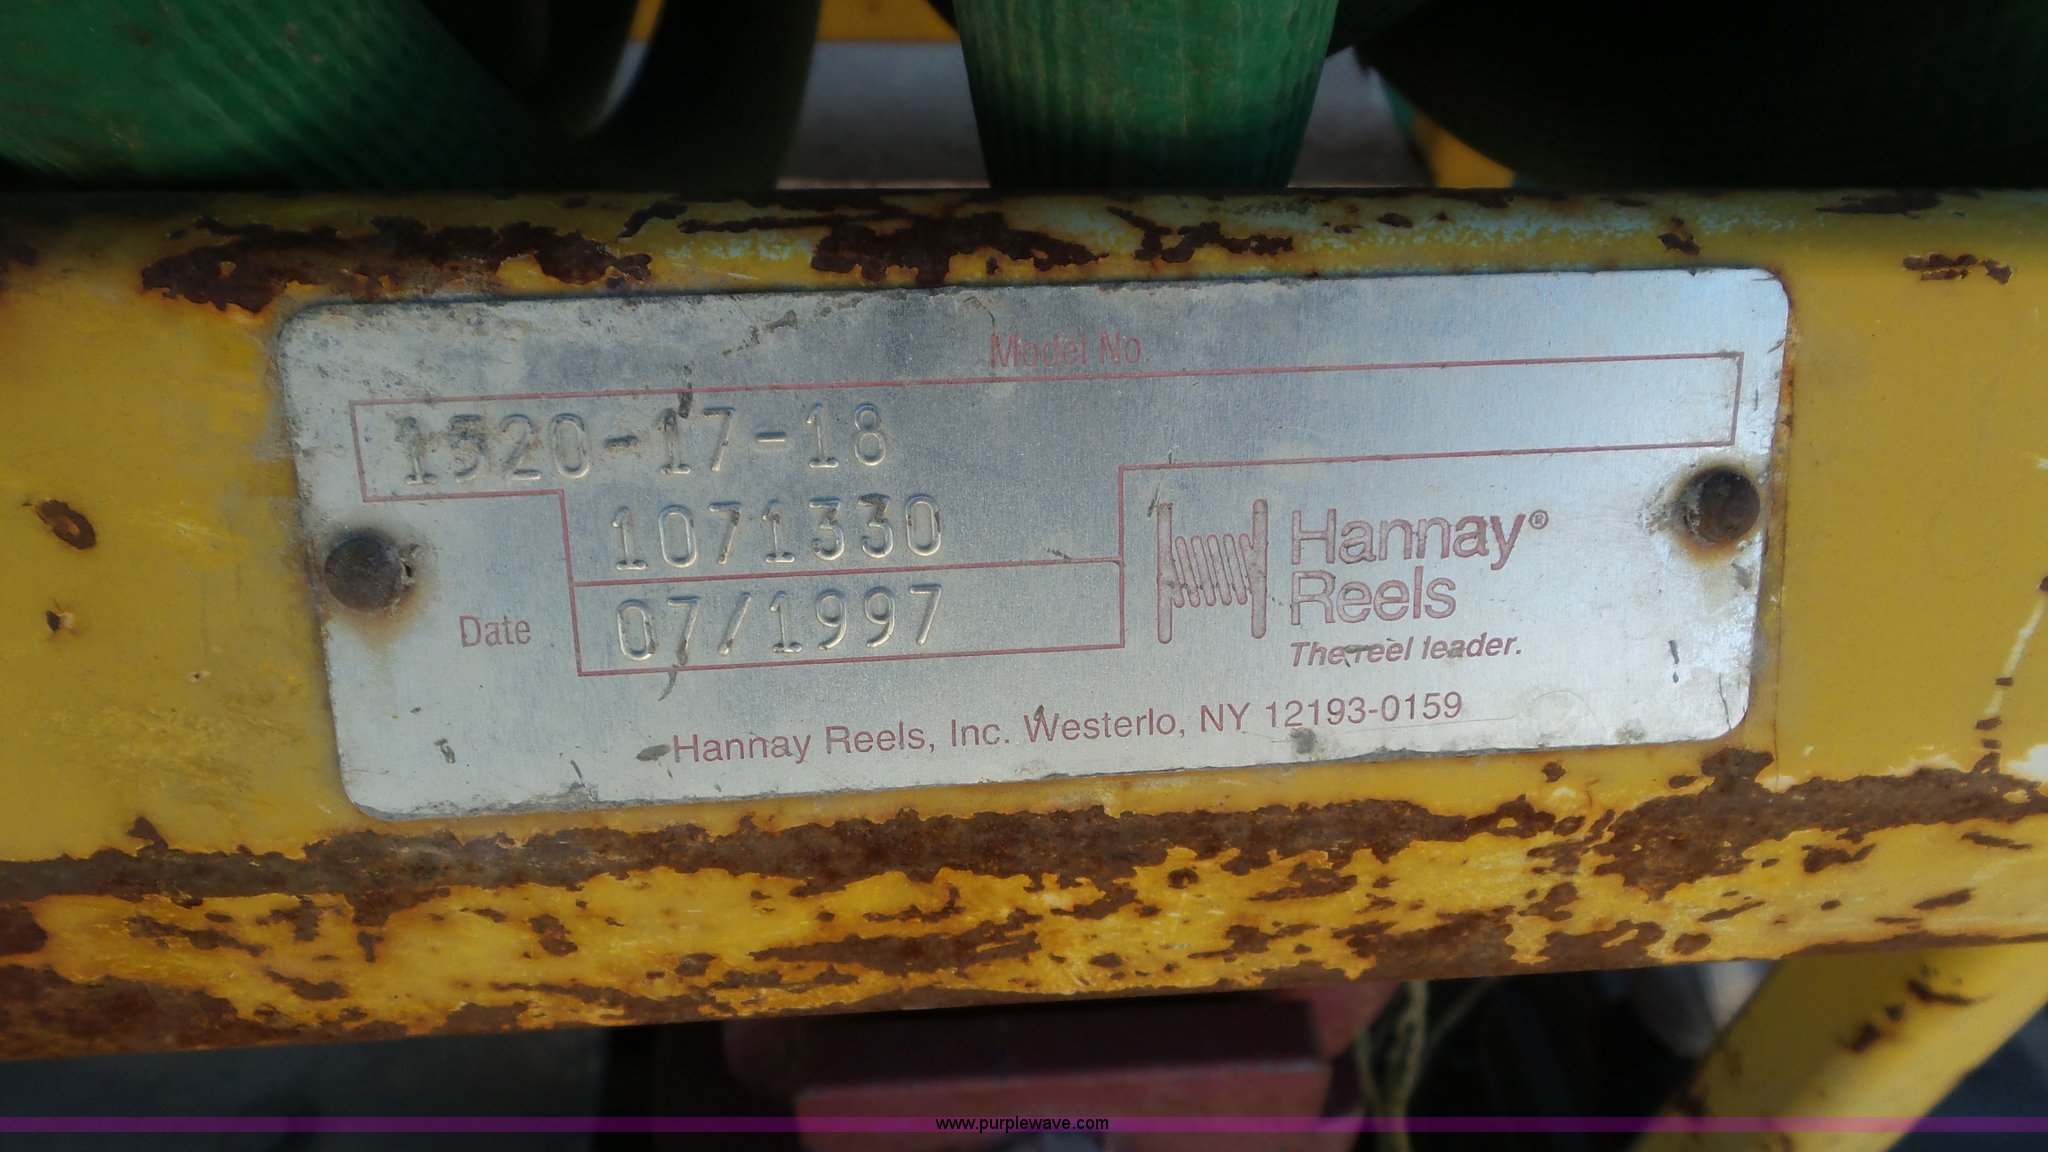 Model No.
1520-17-18
1071330
Date 07/1997
Hannay®
Reels
The reel leader.
Hannay Reels, Inc. Westerlo, NY 12193-0159
www.purplewave.com